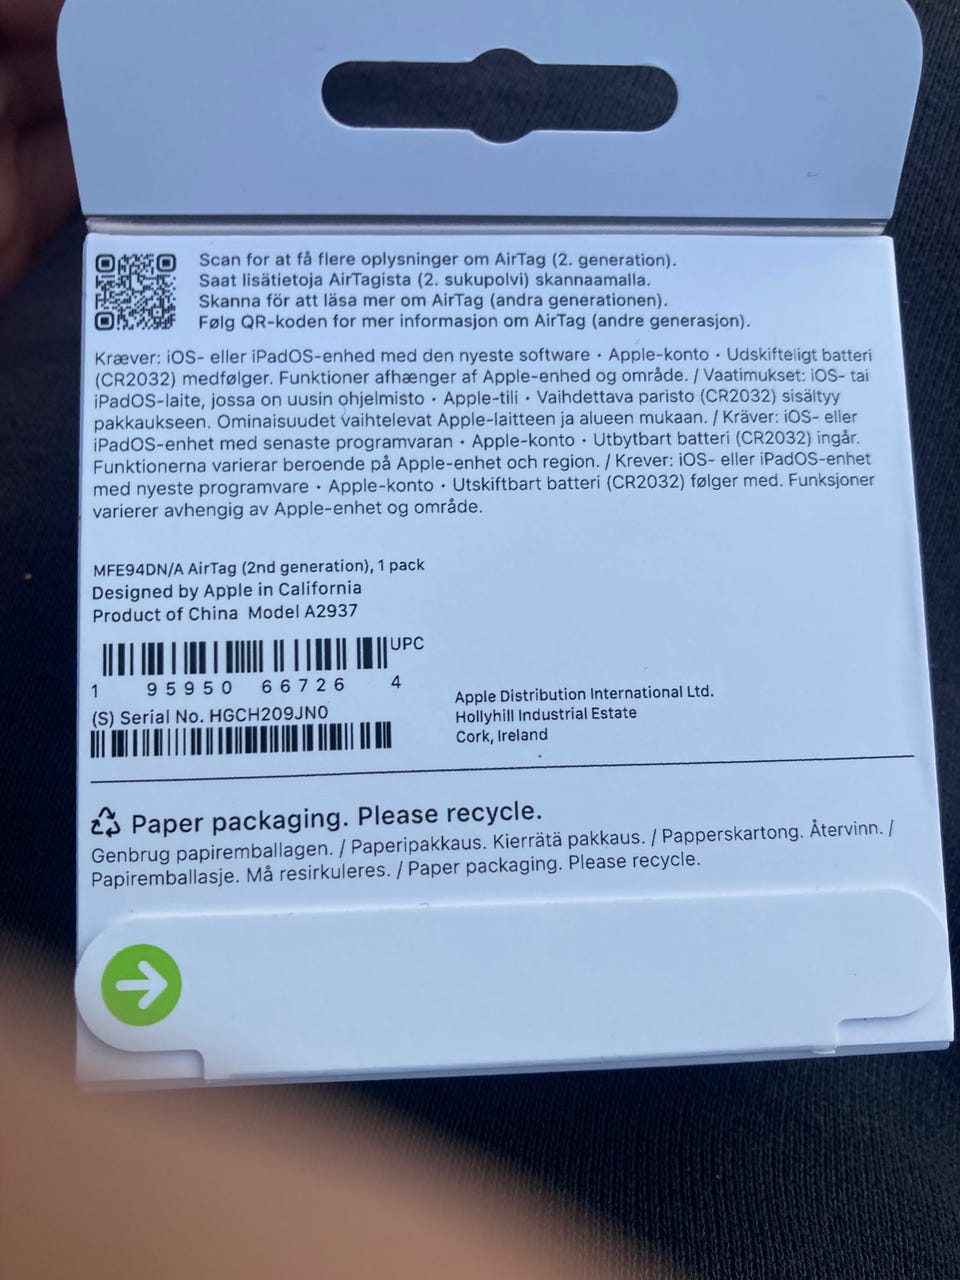 Scan for at få flere oplysninger om AirTag (2. generation).
Saat lisätietoja AirTagista (2. sukupolvi) skannaamalla.
Skanna för att läsa mer om AirTag (andra generationen).
Følg QR-koden for mer informasjon om AirTag (andre generasjon).
Kræver: iOS- eller iPadOS-enhed med den nyeste software · Apple-konto · Udskifteligt batteri
(CR2032) medfølger. Funktioner afhænger af Apple-enhed og område. / Vaatimukset: iOS- tai
iPadOS-laite, jossa on uusin ohjelmisto · Apple-tili · Vaihdettava paristo (CR2032) sisältyy
pakkaukseen. Ominaisuudet vaihtelevat Apple-laitteen ja alueen mukaan. / Kräver: iOS- eller
iPadOS-enhet med senaste programvaran · Apple-konto · Utbytbart batteri (CR2032) ingår.
Funktionerna varierar beroende på Apple-enhet och region. / Krever: iOS- eller iPadOS-enhet
med nyeste programvare · Apple-konto · Utskiftbart batteri (CR2032) følger med. Funksjoner
varierer avhengig av Apple-enhet og område.
MFE94DN/A AirTag (2nd generation), 1 pack
Designed by Apple in California
Product of China Model A2937
UPC
1 95950 66726 4
(S) Serial No. HGCH209JN0
Apple Distribution International Ltd.
Hollyhill Industrial Estate
Cork, Ireland
Paper packaging. Please recycle.
Genbrug papiremballagen. / Paperipakkaus. Kierrätä pakkaus. / Papperskartong. Återvinn. /
Papiremballasje. Må resirkuleres. / Paper packaging. Please recycle.